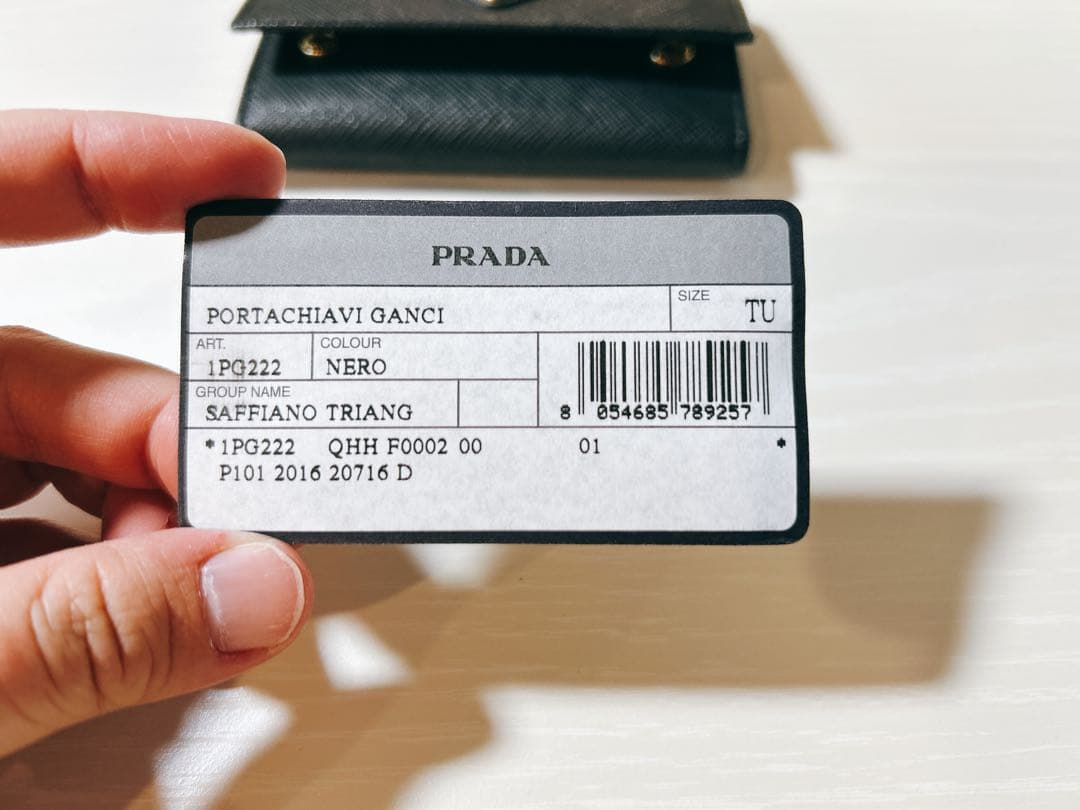 PRADA
PORTACHIAVI GANCI
SIZE
TU
ART.
1PG222
COLOUR
NERO
GROUP NAME
SAFFIANO TRIANG
8 054685 789257
*1PG222 QHH F0002 00 01 *
P101 2016 20716 D